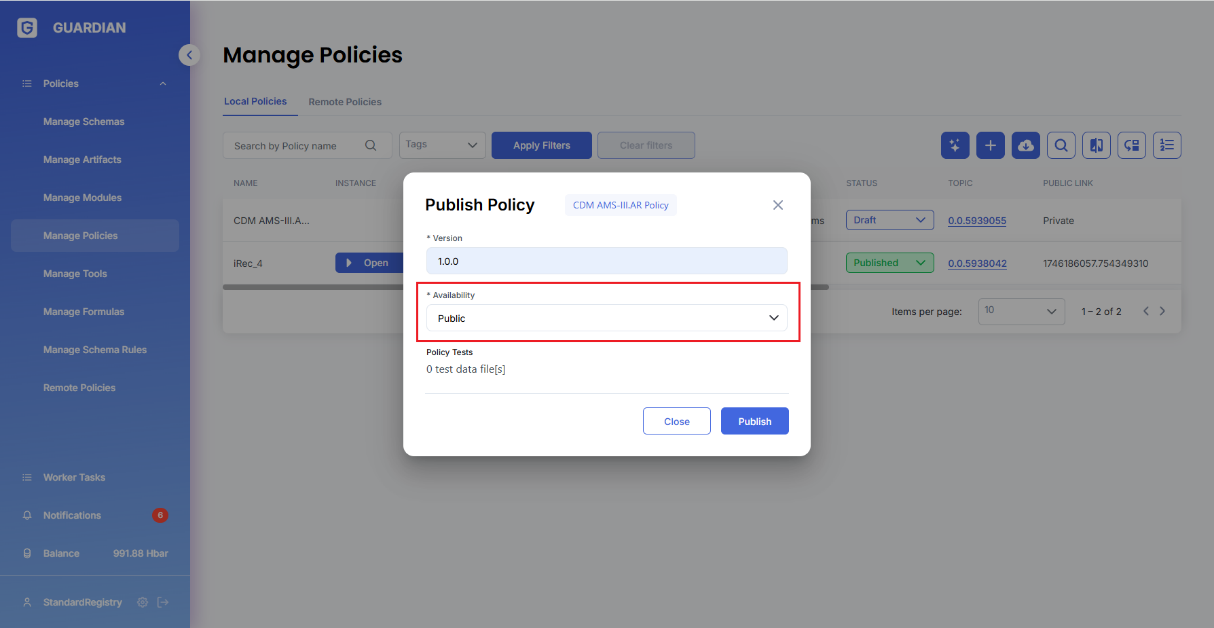 GUARDIAN
Policies
Manage Schemas
Manage Artifacts
Manage Modules
Manage Policies
Manage Tools
Manage Formulas
Manage Schema Rules
Remote Policies
Worker Tasks
Notifications 6
Balance 991.88 Hbar
StandardRegistry
Manage Policies
Local Policies Remote Policies
Search by Policy name Tags Apply Filters Clear filters
NAME INSTANCE STATUS TOPIC PUBLIC LINK
CDM AMS-III.A... ms Draft 0.0.5939055 Private
iRec_4 Open Published 0.0.5938042 1746186057.754349310
Items per page: 10 1 – 2 of 2
Publish Policy CDM AMS-III.AR Policy
* Version
1.0.0
* Availability
Public
Policy Tests
0 test data file[s]
Close Publish